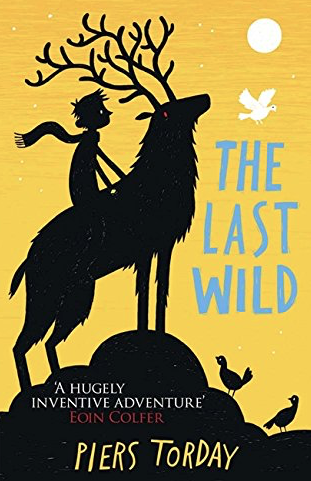 THE
LAST
WILD
'A HUGELY
INVENTIVE ADVENTURE'
EOIN COLFER
PIERS TORDAY